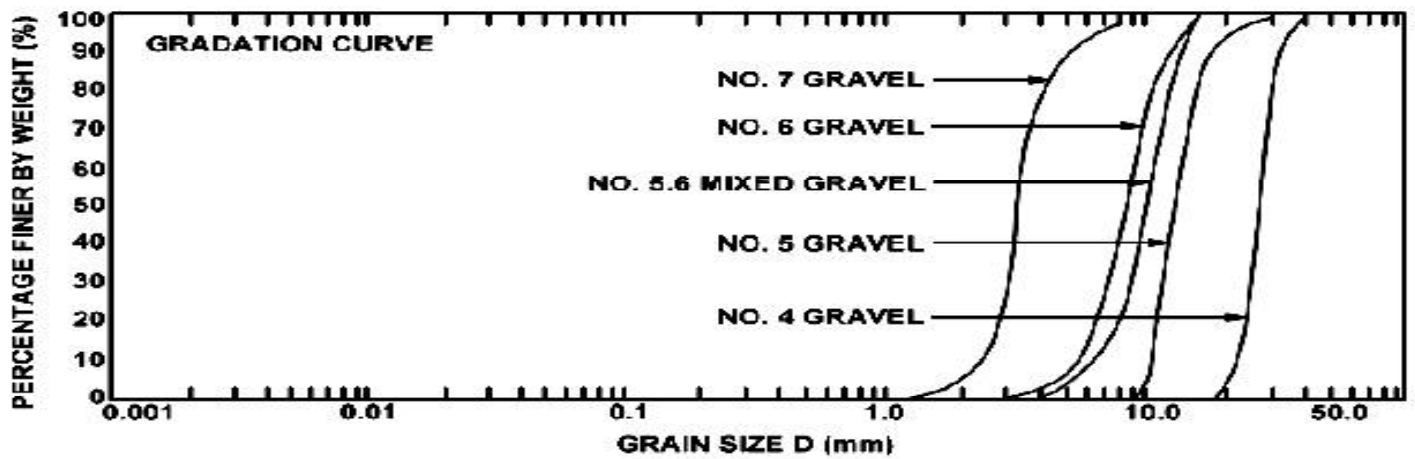 PERCENTAGE FINER BY WEIGHT (%)
100
90
80
70
60
50
40
30
20
10
0
GRADATION CURVE
NO. 7 GRAVEL
NO. 6 GRAVEL
NO. 5.6 MIXED GRAVEL
NO. 5 GRAVEL
NO. 4 GRAVEL
0.001 0.01 0.1 1.0 10.0 50.0
GRAIN SIZE D (mm)